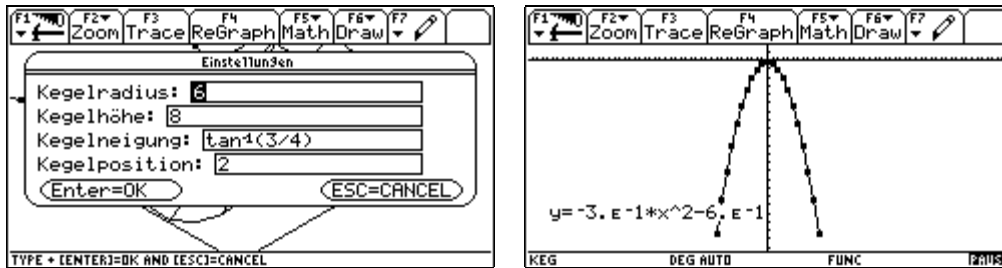 F1 F2 F3 F4 F5 F6 F7
Zoom Trace ReGraph Math Draw
Einstellungen
Kegelradius: 6
Kegelhöhe: 8
Kegelneigung: tan⁻¹(3/4)
Kegelposition: 2
Enter=OK ESC=CANCEL
TYPE + [ENTER]=OK AND [ESC]=CANCEL
F1 F2 F3 F4 F5 F6 F7
Zoom Trace ReGraph Math Draw
y=-3.ᴇ-1*x^2-6.ᴇ-1
KEG DEG AUTO FUNC PAUS